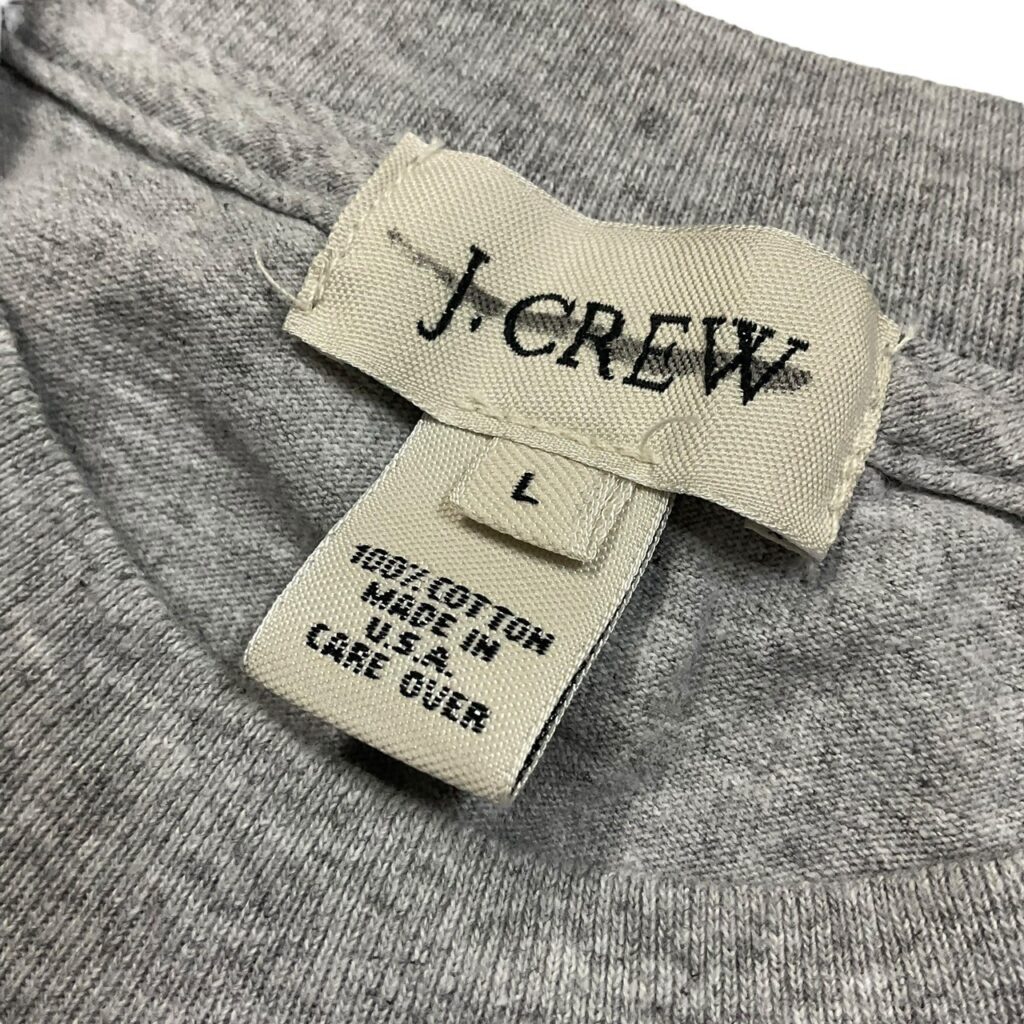 J. CREW
L
100% COTTON
MADE IN
U.S.A.
CARE OVER